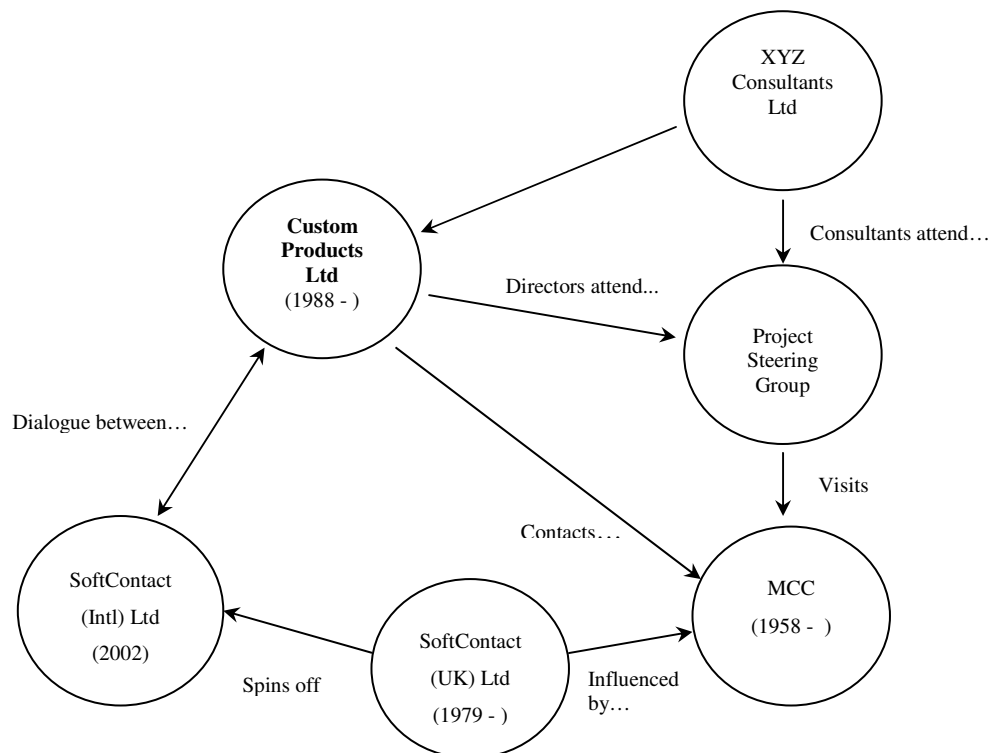 XYZ
Consultants
Ltd
Custom
Products
Ltd
(1988 - )
Consultants attend…
Directors attend...
Project
Steering
Group
Dialogue between…
Visits
Contacts…
SoftContact
(Intl) Ltd
(2002)
MCC
(1958 - )
SoftContact
(UK) Ltd
(1979 - )
Spins off
Influenced
by…